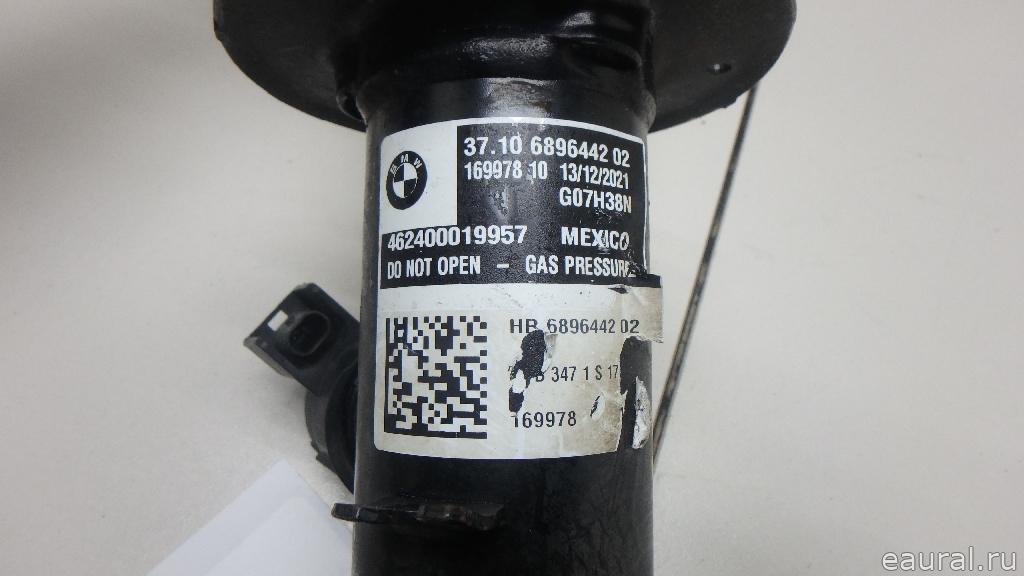 BMW
37.10 6896442 02
169978 10 13/12/2021
G07H38N
462400019957 MEXICO
DO NOT OPEN - GAS PRESSURE
HR 6896442 02
B 347 1 S 17
169978
eaural.ru